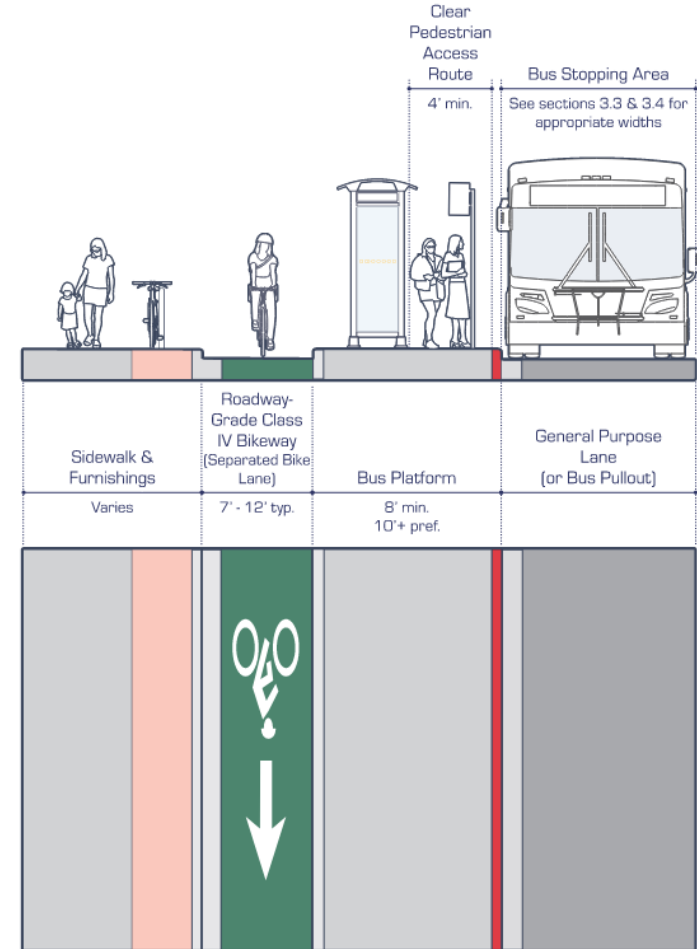 Clear
Pedestrian
Access
Route
Bus Stopping Area
4' min.
See sections 3.3 & 3.4 for
appropriate widths
Roadway-
Grade Class
IV Bikeway
(Separated Bike
Lane)
Sidewalk &
Furnishings
Bus Platform
General Purpose
Lane
(or Bus Pullout)
Varies
7' - 12' typ.
8' min.
10'+ pref.